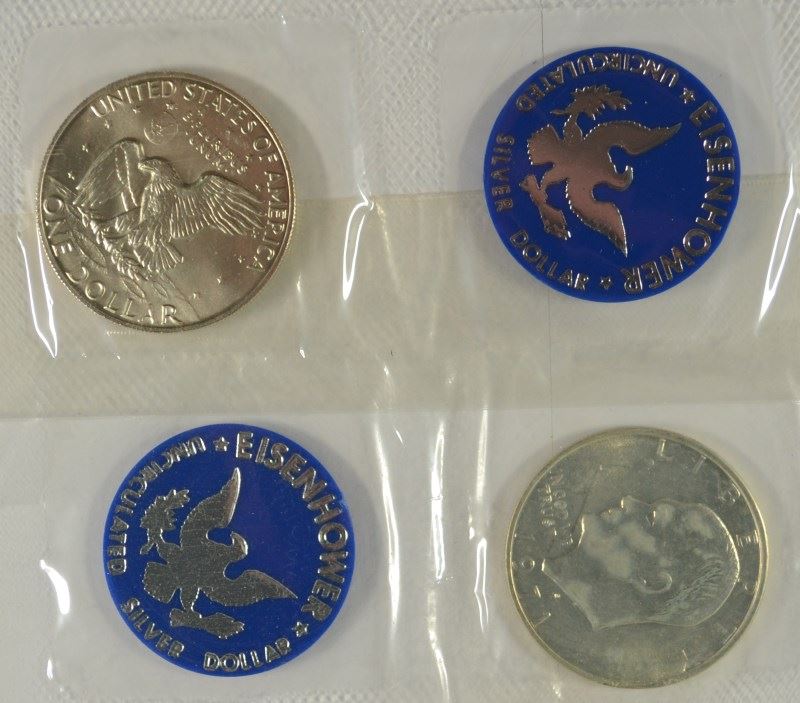 UNITED STATES OF AMERICA
E PLURIBUS
UNUM
ONE DOLLAR
EISENHOWER
UNCIRCULATED
SILVER DOLLAR
EISENHOWER
UNCIRCULATED
SILVER DOLLAR
LIBERTY